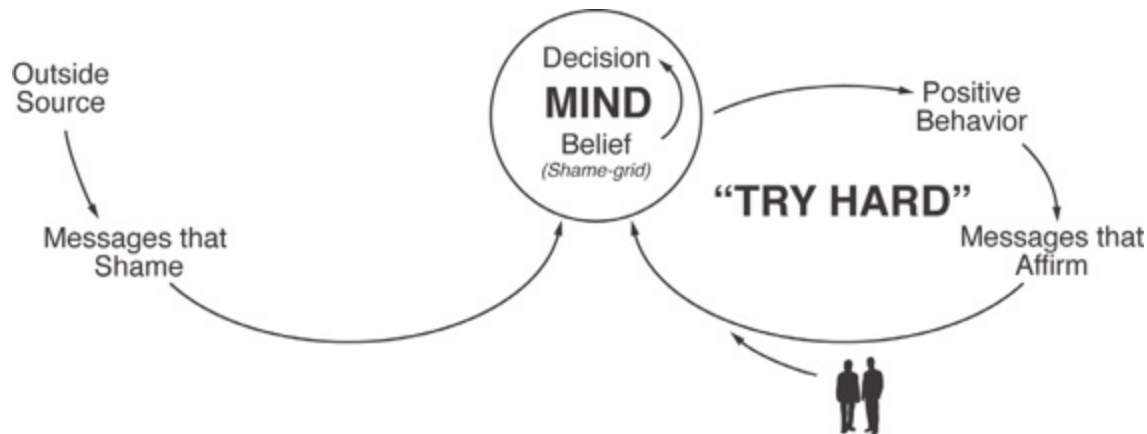 Outside
Source
Messages that
Shame
Decision
MIND
Belief
(Shame-grid)
Positive
Behavior
“TRY HARD”
Messages that
Affirm